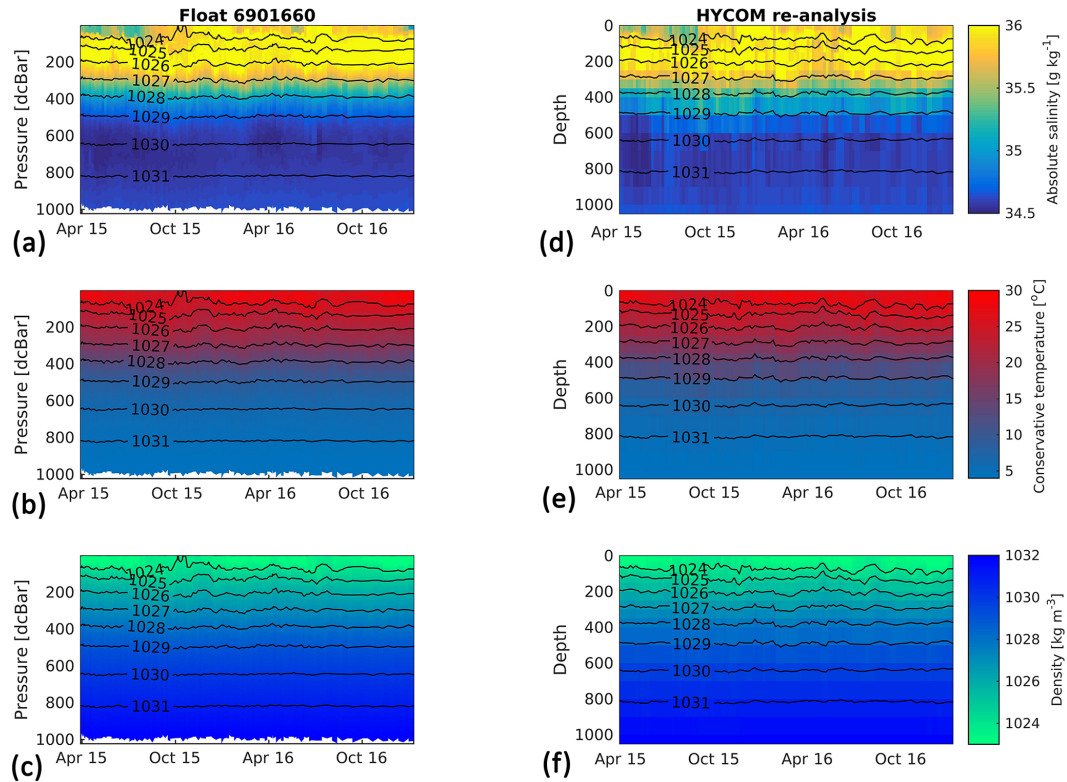 Float 6901660
HYCOM re-analysis
Pressure [dcBar]
200
400
600
800
1000
1024
1025
1026
1027
1028
1029
1030
1031
Apr 15
Oct 15
Apr 16
Oct 16
(a)
Depth
0
200
400
600
800
1000
1024
1025
1026
1027
1028
1029
1030
1031
Apr 15
Oct 15
Apr 16
Oct 16
(d)
36
35.5
35
34.5
Absolute salinity [g kg⁻¹]
Pressure [dcBar]
200
400
600
800
1000
1024
1025
1026
1027
1028
1029
1030
1031
Apr 15
Oct 15
Apr 16
Oct 16
(b)
Depth
0
200
400
600
800
1000
1024
1025
1026
1027
1028
1029
1030
1031
Apr 15
Oct 15
Apr 16
Oct 16
(e)
30
25
20
15
10
5
Conservative temperature [⁰C]
Pressure [dcBar]
200
400
600
800
1000
1024
1025
1026
1027
1028
1029
1030
1031
Apr 15
Oct 15
Apr 16
Oct 16
(c)
Depth
0
200
400
600
800
1000
1024
1025
1026
1027
1028
1029
1030
1031
Apr 15
Oct 15
Apr 16
Oct 16
(f)
1032
1030
1028
1026
1024
Density [kg m⁻³]